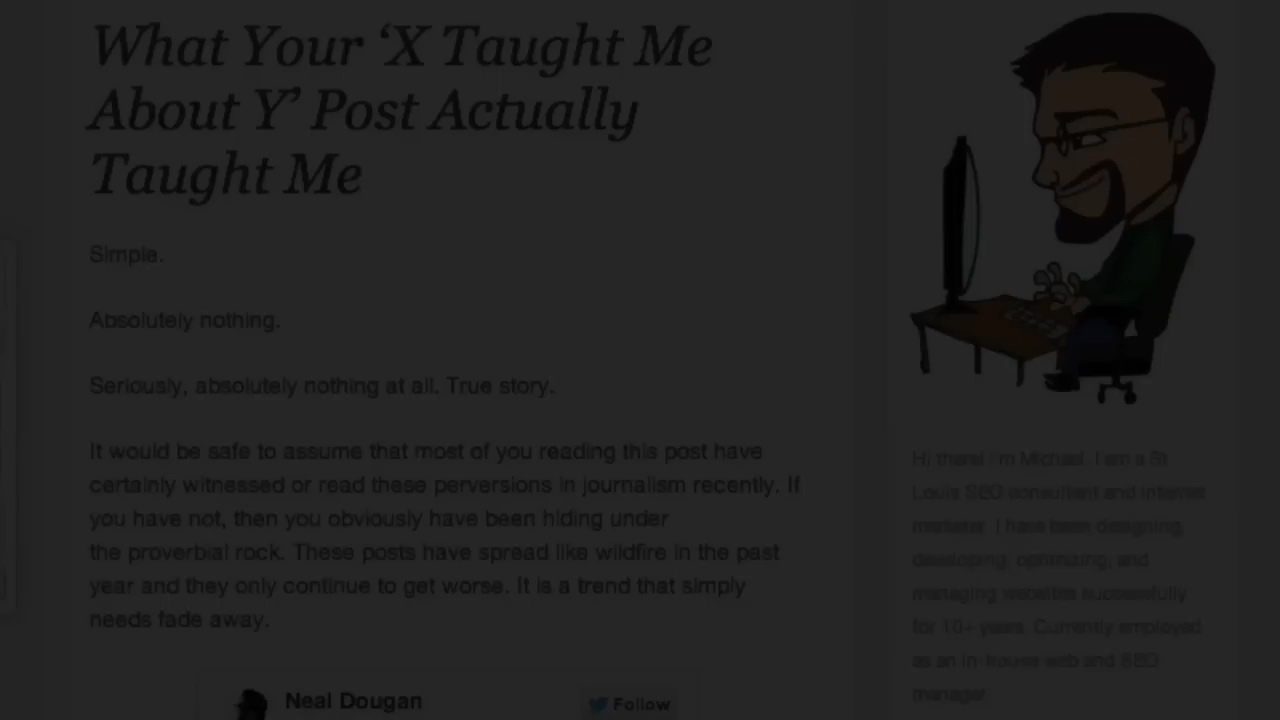 What Your ‘X Taught Me
About Y’ Post Actually
Taught Me
Simple.
Absolutely nothing.
Seriously, absolutely nothing at all. True story.
It would be safe to assume that most of you reading this post have
certainly witnessed or read these perversions in journalism recently. If
you have not, then you obviously have been hiding under
the proverbial rock. These posts have spread like wildfire in the past
year and they only continue to get worse. It is a trend that simply
needs fade away.
Neal Dougan
Follow
Hi there! I'm Michael. I am a St
Louis SEO consultant and internet
marketer. I have been designing,
developing, optimizing, and
managing websites successfully
for 10+ years. Currently employed
as an in-house web and SEO
manager.